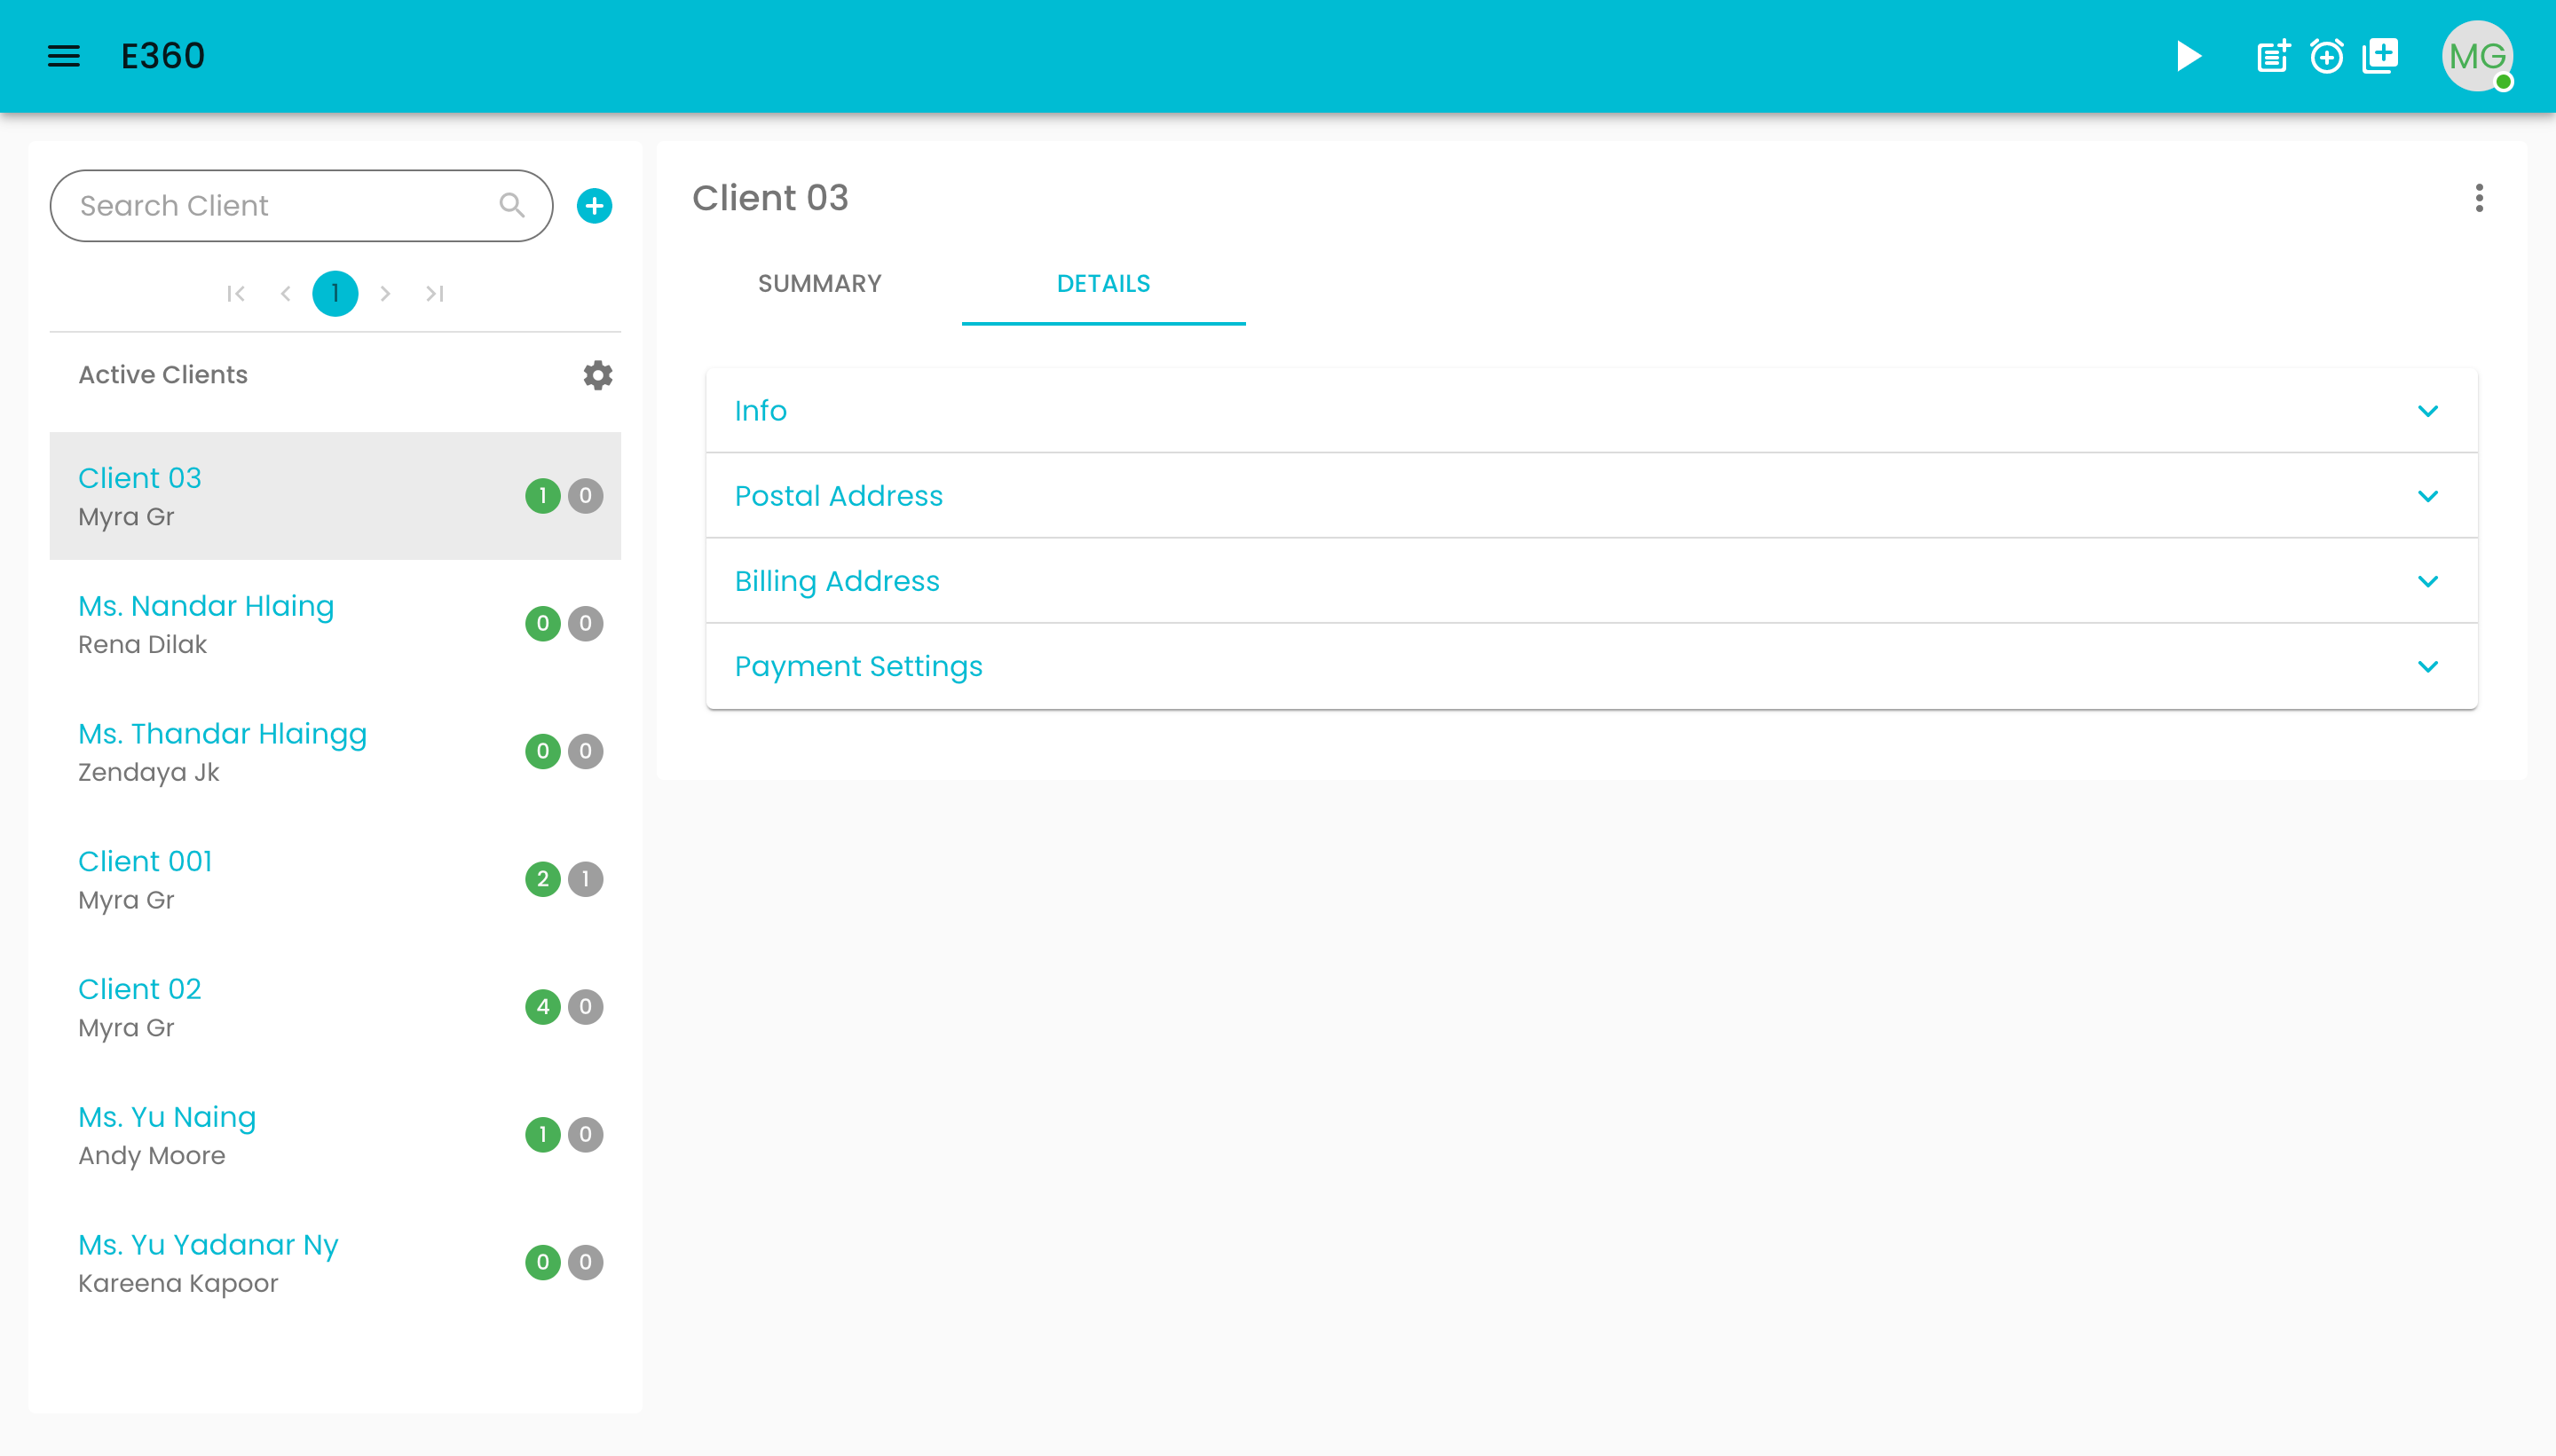 E360
MG
Search Client
1
Active Clients
Client 03
Myra Gr
1 0
Ms. Nandar Hlaing
Rena Dilak
0 0
Ms. Thandar Hlaingg
Zendaya Jk
0 0
Client 001
Myra Gr
2 1
Client 02
Myra Gr
4 0
Ms. Yu Naing
Andy Moore
1 0
Ms. Yu Yadanar Ny
Kareena Kapoor
0 0
Client 03
SUMMARY DETAILS
Info
Postal Address
Billing Address
Payment Settings